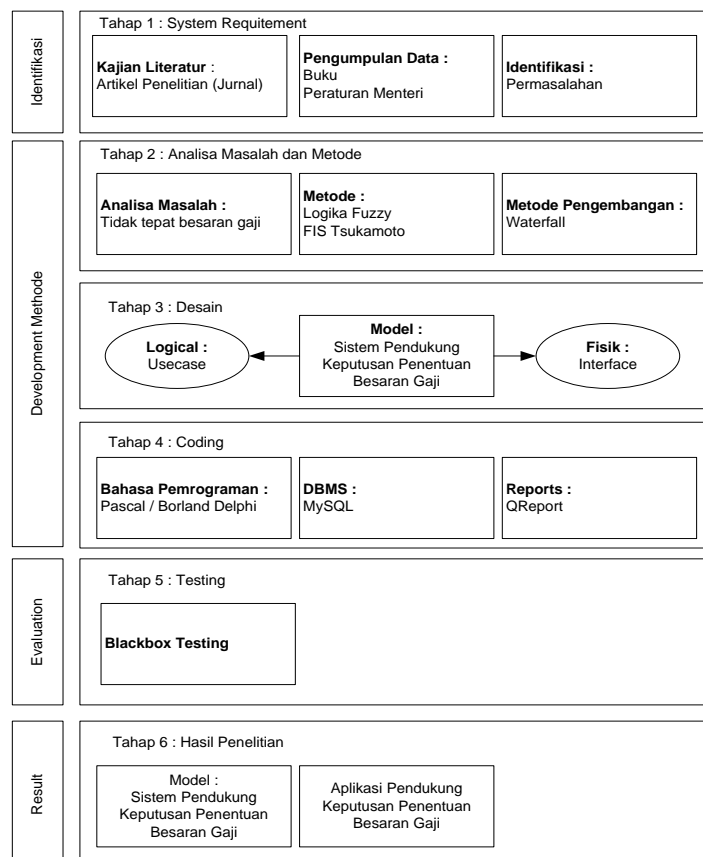 Identifikasi
Tahap 1 : System Requitement
Kajian Literatur :
Artikel Penelitian (Jurnal)
Pengumpulan Data :
Buku
Peraturan Menteri
Identifikasi :
Permasalahan
Development Methode
Tahap 2 : Analisa Masalah dan Metode
Analisa Masalah :
Tidak tepat besaran gaji
Metode :
Logika Fuzzy
FIS Tsukamoto
Metode Pengembangan :
Waterfall
Tahap 3 : Desain
Logical :
Usecase
Model :
Sistem Pendukung
Keputusan Penentuan
Besaran Gaji
Fisik :
Interface
Tahap 4 : Coding
Bahasa Pemrograman :
Pascal / Borland Delphi
DBMS :
MySQL
Reports :
QReport
Evaluation
Tahap 5 : Testing
Blackbox Testing
Result
Tahap 6 : Hasil Penelitian
Model :
Sistem Pendukung
Keputusan Penentuan
Besaran Gaji
Aplikasi Pendukung
Keputusan Penentuan
Besaran Gaji